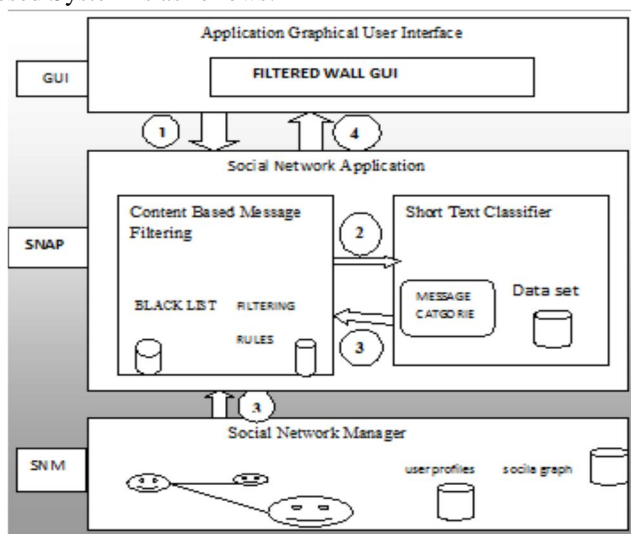 Application Graphical User Interface
GUI
FILTERED WALL GUI
1
4
Social Network Application
SNAP
Content Based Message
Filtering
2
Short Text Classifier
BLACK LIST
FILTERING
RULES
MESSAGE
CATGORIE
Data set
3
3
Social Network Manager
SNM
user profiles
socila graph